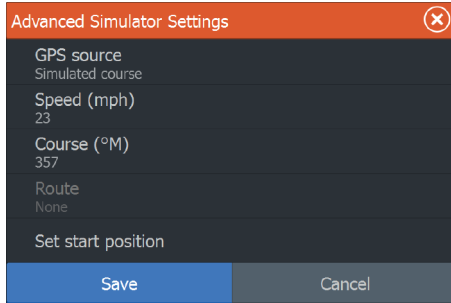 Advanced Simulator Settings
GPS source
Simulated course
Speed (mph)
23
Course (°M)
357
Route
None
Set start position
Save
Cancel